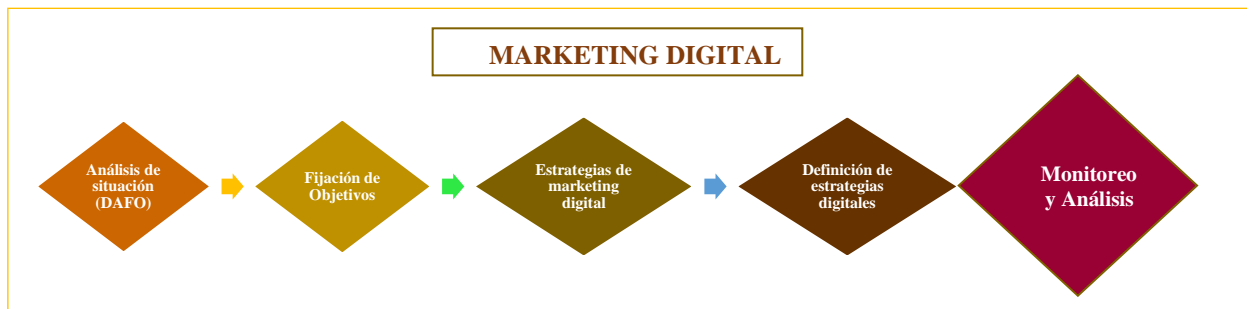 MARKETING DIGITAL
Análisis de
situación
(DAFO)
Fijación de
Objetivos
Estrategias de
marketing
digital
Definición de
estrategias
digitales
Monitoreo
y Análisis